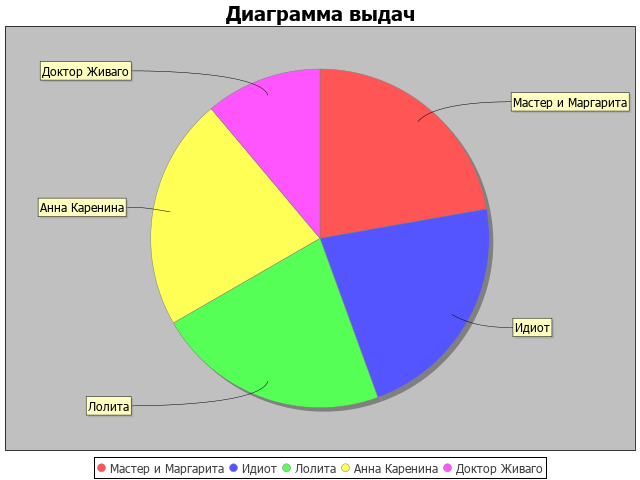 Диаграмма выдач
Доктор Живаго
Мастер и Маргарита
Анна Каренина
Идиот
Лолита
Мастер и Маргарита Идиот Лолита Анна Каренина Доктор Живаго